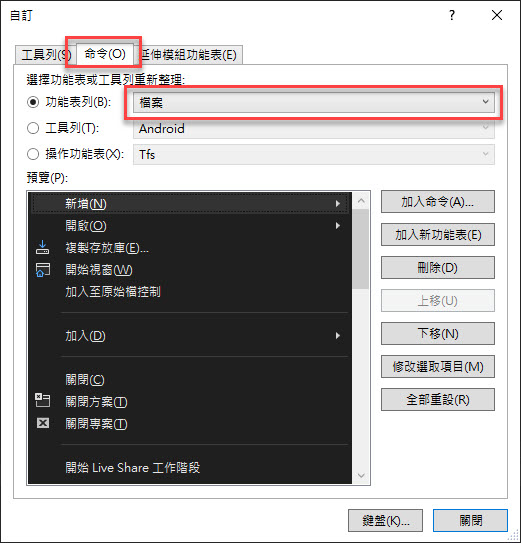 自訂
工具列(S) 命令(O) 延伸模組功能表(E)
選擇功能表或工具列重新整理:
功能表列(B): 檔案
工具列(T): Android
操作功能表(X): Tfs
預覽(P):
新增(N) 加入命令(A)...
開啟(O) 加入新功能表(E)
複製存放庫(E)...
開始視窗(W) 刪除(D)
加入至原始檔控制 上移(U)
加入(D) 下移(N)
修改選取項目(M)
關閉(C) 全部重設(R)
關閉方案(T)
關閉專案(T)
開始 Live Share 工作階段
鍵盤(K)... 關閉